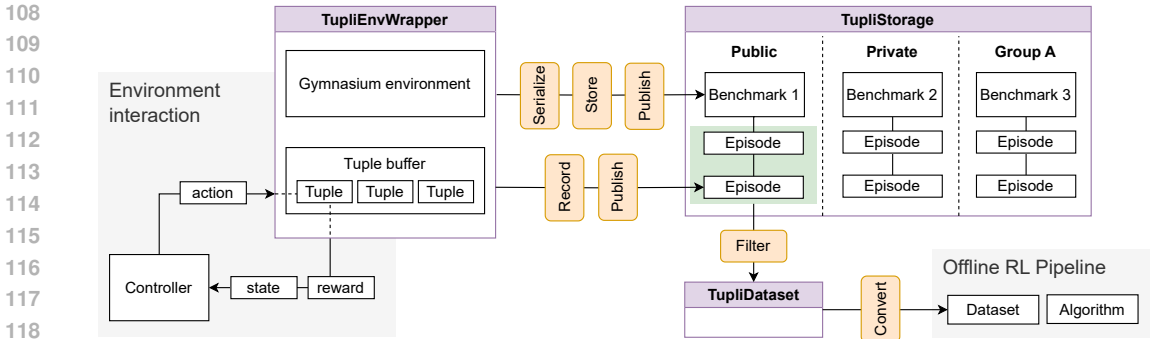 108
109
110
111
112
113
114
115
116
117
118
TupliEnvWrapper
Gymnasium environment
Environment
interaction
Tuple buffer
Tuple Tuple Tuple
action
Controller
state
reward
Serialize
Store
Publish
Record
Publish
TupliStorage
Public
Private
Group A
Benchmark 1
Benchmark 2
Benchmark 3
Episode
Episode
Episode
Episode
Episode
Episode
Filter
TupliDataset
Convert
Offline RL Pipeline
Dataset
Algorithm